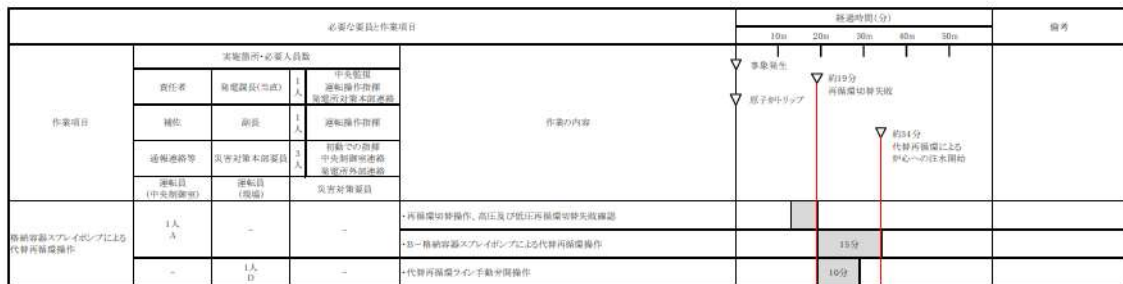 必要な要員と作業項目
経過時間(分)
備考
10m 20m 30m 40m 50m
実施箇所・必要人員数
作業項目
作業の内容
責任者
発電課長(当直)
1人
中央監視
運転操作指揮
発電所対策本部連絡
補佐
副長
1人
運転操作指揮
通報連絡等
災害対策本部要員
3人
初動での指揮
中央制御室連絡
発電所外部連絡
運転員
(中央制御室)
運転員
(現場)
災害対策要員
事象発生
原子炉トリップ
約19分
再循環切替失敗
約34分
代替再循環による
炉心への注水開始
格納容器スプレイポンプによる
代替再循環操作
1人
A
-
-
・再循環切替操作、高圧及び低圧再循環切替失敗確認
・B-格納容器スプレイポンプによる代替再循環操作
15分
-
1人
D
-
・代替再循環ライン手動弁開操作
10分